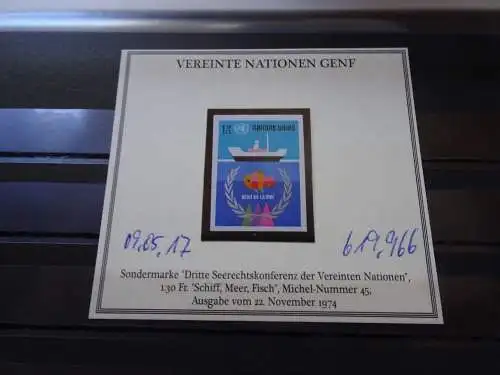 VEREINTE NATIONEN GENF
NATIONS UNIES
DROIT DE LA MER
09.05.17
619.966
Sondermarke "Dritte Seerechtskonferenz der Vereinten Nationen",
1.30 Fr. "Schiff, Meer, Fisch", Michel-Nummer 45,
Ausgabe vom 22. November 1974